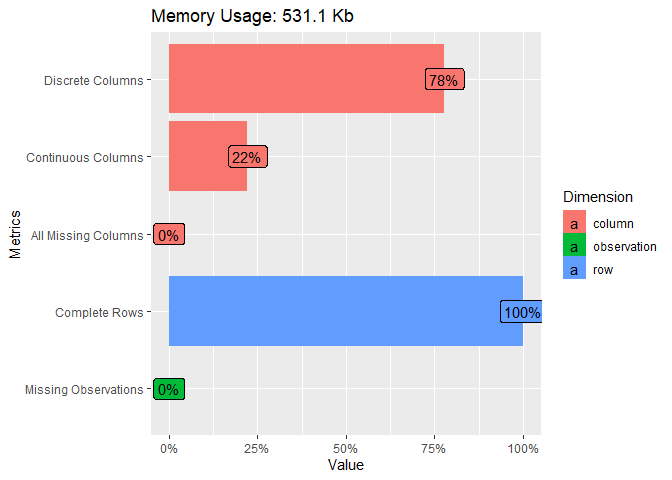 Memory Usage: 531.1 Kb
Discrete Columns
78%
Continuous Columns
22%
All Missing Columns
0%
Complete Rows
100%
Missing Observations
0%
Metrics
0%
25%
50%
75%
100%
Value
Dimension
a column
a observation
a row